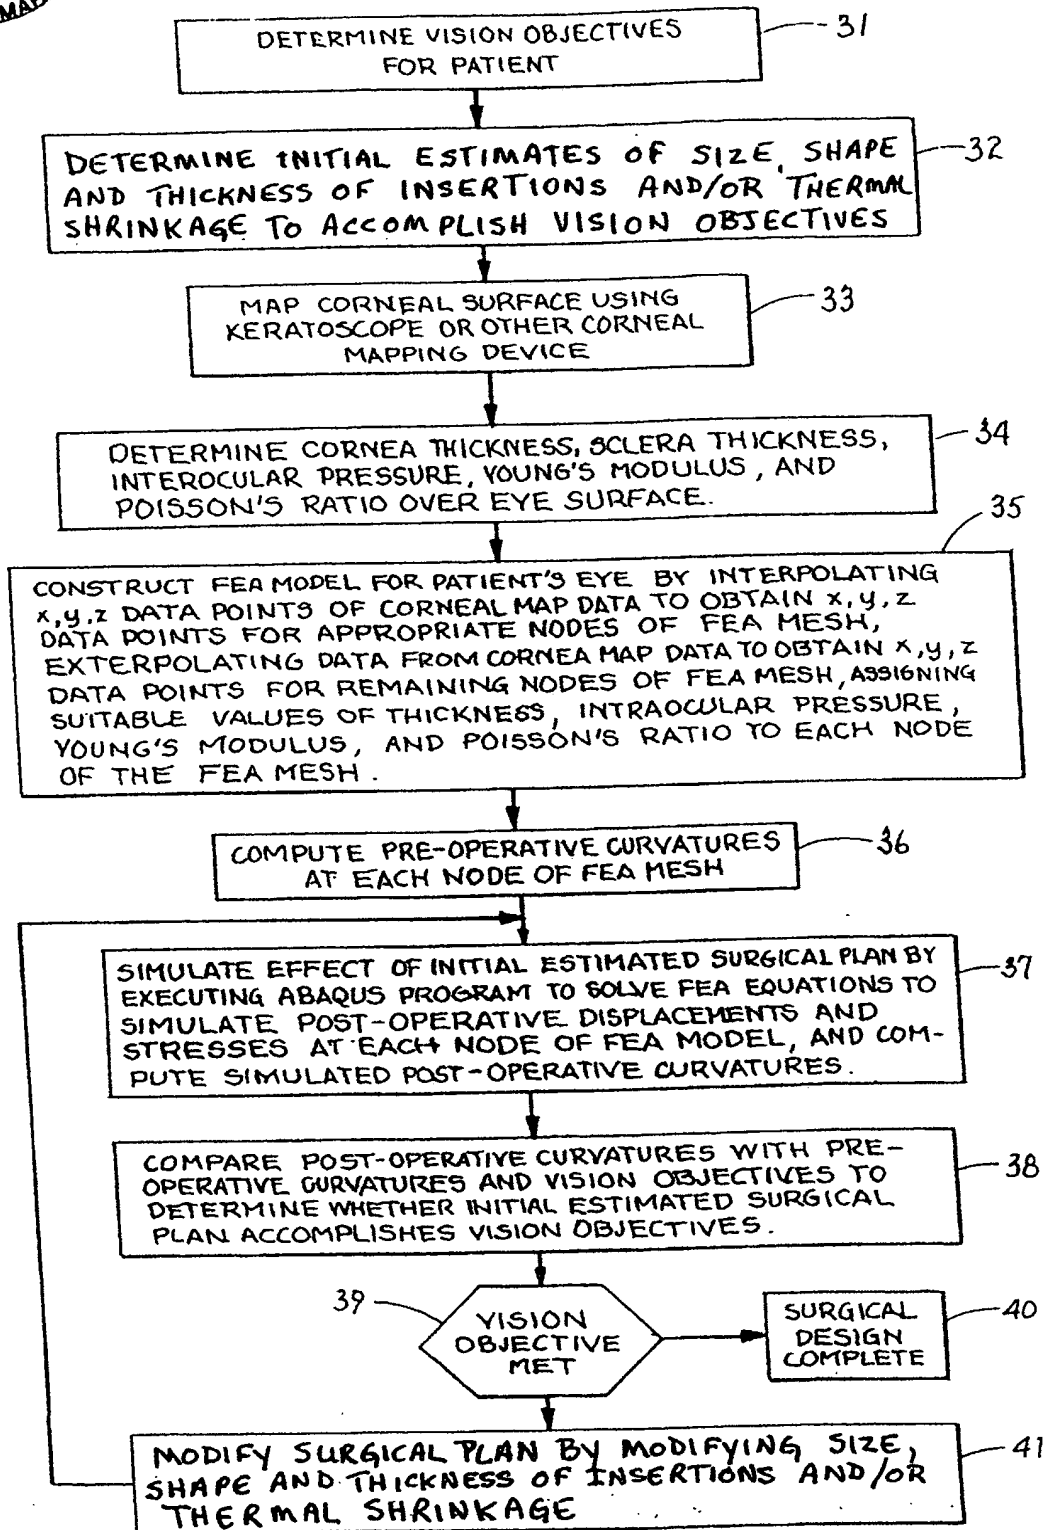 31
DETERMINE VISION OBJECTIVES
FOR PATIENT
32
DETERMINE INITIAL ESTIMATES OF SIZE, SHAPE
AND THICKNESS OF INSERTIONS AND/OR THERMAL
SHRINKAGE TO ACCOMPLISH VISION OBJECTIVES
33
MAP CORNEAL SURFACE USING
KERATOSCOPE OR OTHER CORNEAL
MAPPING DEVICE
34
DETERMINE CORNEA THICKNESS, SCLERA THICKNESS,
INTEROCULAR PRESSURE, YOUNG'S MODULUS, AND
POISSON'S RATIO OVER EYE SURFACE.
35
CONSTRUCT FEA MODEL FOR PATIENT'S EYE BY INTERPOLATING
x,y,z DATA POINTS OF CORNEAL MAP DATA TO OBTAIN x,y,z
DATA POINTS FOR APPROPRIATE NODES OF FEA MESH,
EXTERPOLATING DATA FROM CORNEA MAP DATA TO OBTAIN x,y,z
DATA POINTS FOR REMAINING NODES OF FEA MESH, ASSIGNING
SUITABLE VALUES OF THICKNESS, INTRAOCULAR PRESSURE,
YOUNG'S MODULUS, AND POISSON'S RATIO TO EACH NODE
OF THE FEA MESH.
36
COMPUTE PRE-OPERATIVE CURVATURES
AT EACH NODE OF FEA MESH
37
SIMULATE EFFECT OF INITIAL ESTIMATED SURGICAL PLAN BY
EXECUTING ABAQUS PROGRAM TO SOLVE FEA EQUATIONS TO
SIMULATE POST-OPERATIVE DISPLACEMENTS AND
STRESSES AT EACH NODE OF FEA MODEL, AND COM-
PUTE SIMULATED POST-OPERATIVE CURVATURES.
38
COMPARE POST-OPERATIVE CURVATURES WITH PRE-
OPERATIVE CURVATURES AND VISION OBJECTIVES TO
DETERMINE WHETHER INITIAL ESTIMATED SURGICAL
PLAN ACCOMPLISHES VISION OBJECTIVES.
39
VISION
OBJECTIVE
MET
40
SURGICAL
DESIGN
COMPLETE
41
MODIFY SURGICAL PLAN BY MODIFYING SIZE,
SHAPE AND THICKNESS OF INSERTIONS AND/OR
THERMAL SHRINKAGE